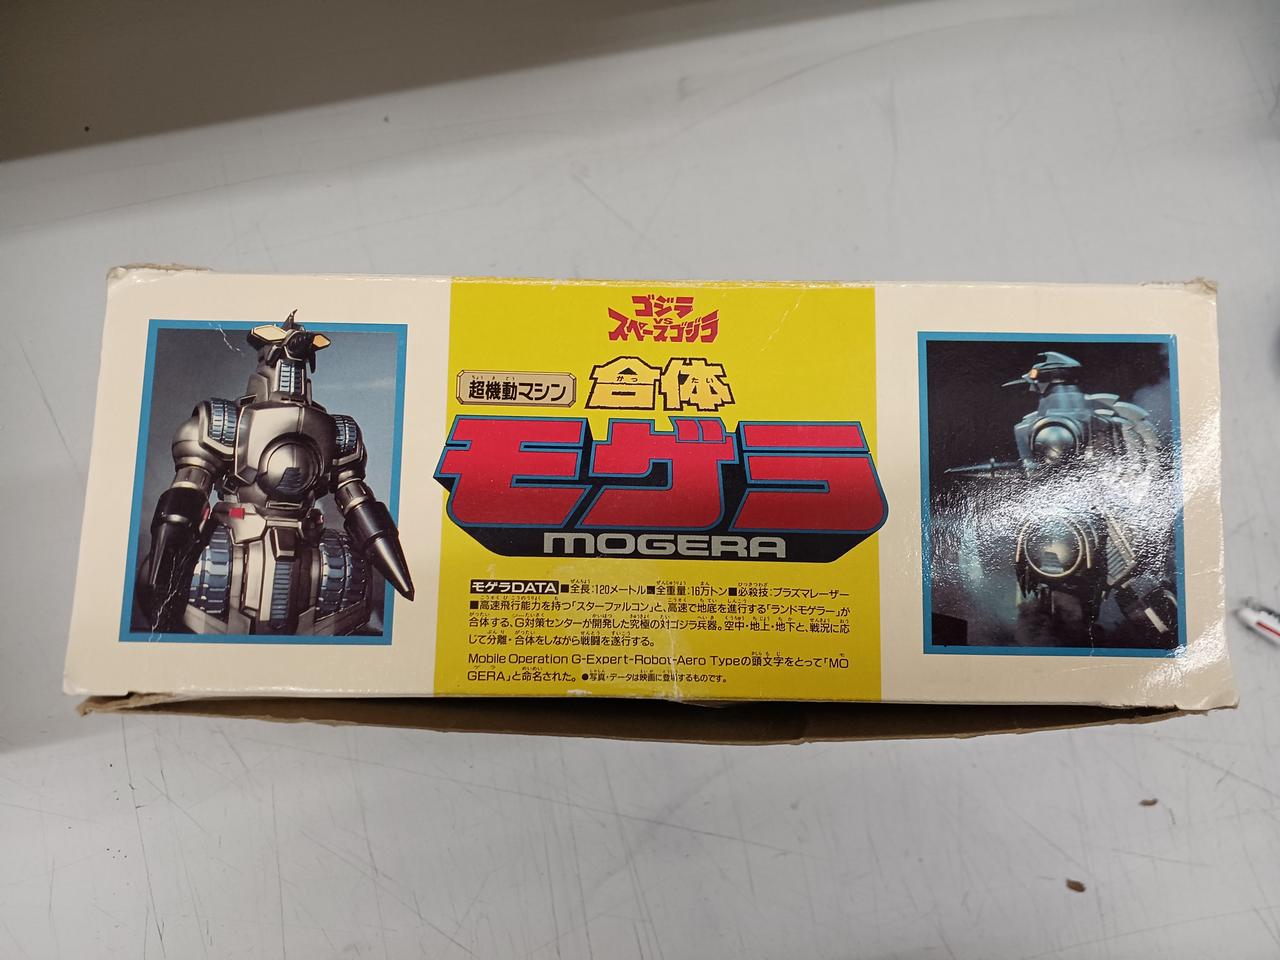 ゴジラ
VS
スペースゴジラ
超機動マシン 合体
モゲラ
MOGERA
モゲラDATA ■全長:120メートル■全重量:16万トン■必殺技:プラズマレーザー
■高速飛行能力を持つ「スターファルコン」と、高速で地底を進行する「ランドモゲラー」が
合体する、G対策センターが開発した究極の対ゴジラ兵器。空中・地上・地下と、戦況に応
じて分離・合体をしながら戦闘を遂行する。
Mobile Operation G-Expert-Robot-Aero Typeの頭文字をとって「MO
GERA」と命名された。●写真・データは映画に登場するものです。